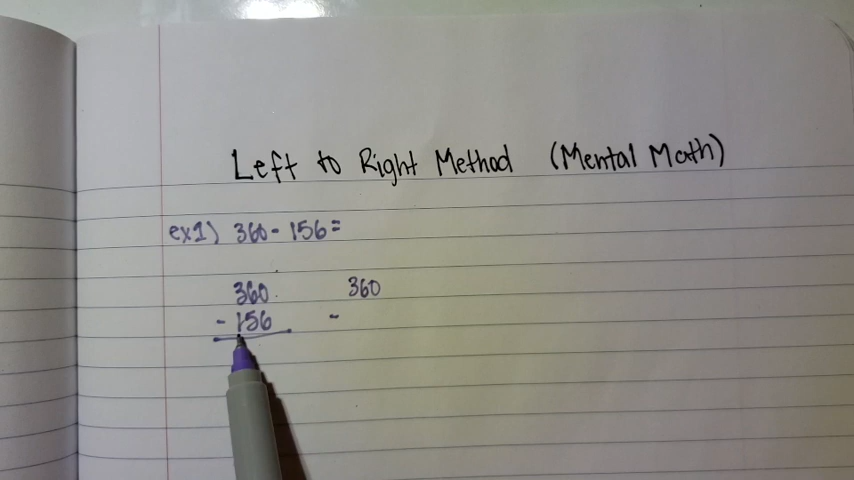 Left to Right Method (Mental Math)
ex1) 360 - 156 =
360 360
- 156 -